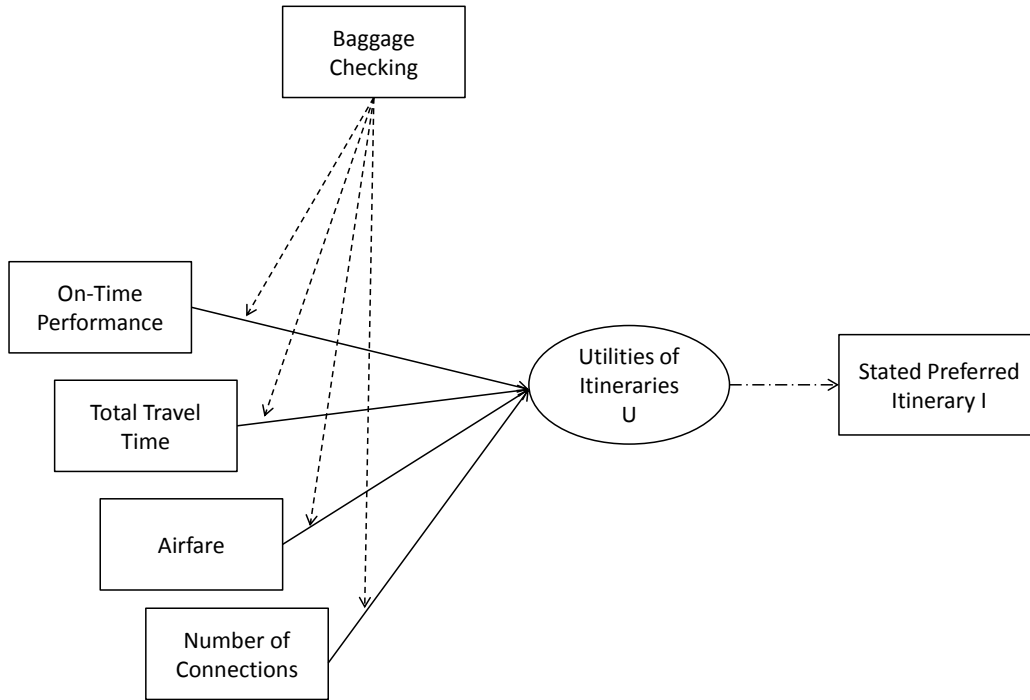 Baggage
Checking
On-Time
Performance
Total Travel
Time
Airfare
Number of
Connections
Utilities of
Itineraries
U
Stated Preferred
Itinerary I